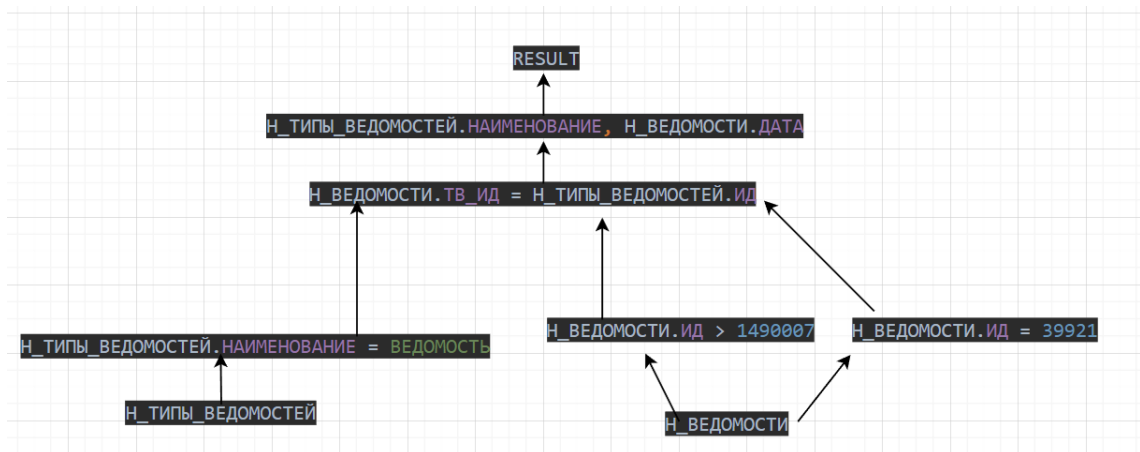 RESULT
Н_ТИПЫ_ВЕДОМОСТЕЙ.НАИМЕНОВАНИЕ, Н_ВЕДОМОСТИ.ДАТА
Н_ВЕДОМОСТИ.ТВ_ИД = Н_ТИПЫ_ВЕДОМОСТЕЙ.ИД
Н_ВЕДОМОСТИ.ИД > 1490007
Н_ВЕДОМОСТИ.ИД = 39921
Н_ТИПЫ_ВЕДОМОСТЕЙ.НАИМЕНОВАНИЕ = ВЕДОМОСТЬ
Н_ТИПЫ_ВЕДОМОСТЕЙ
Н_ВЕДОМОСТИ